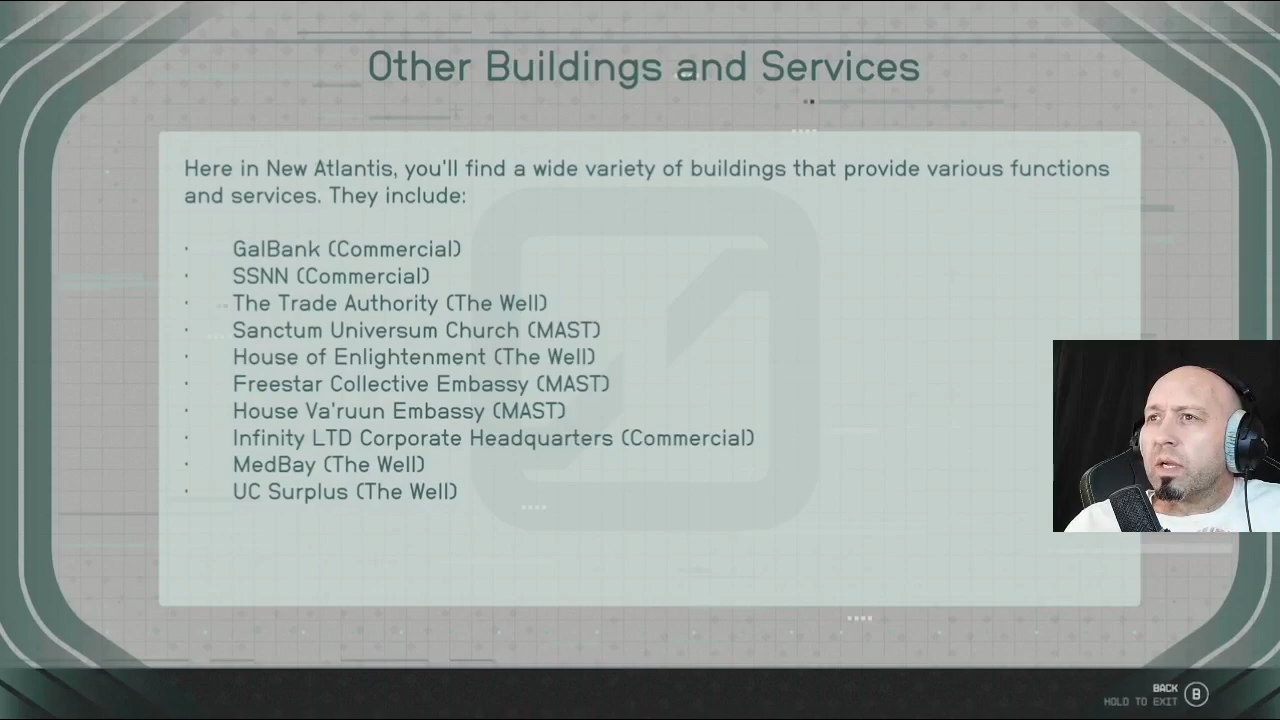 Other Buildings and Services
Here in New Atlantis, you'll find a wide variety of buildings that provide various functions
and services. They include:
· GalBank (Commercial)
· SSNN (Commercial)
· The Trade Authority (The Well)
· Sanctum Universum Church (MAST)
· House of Enlightenment (The Well)
· Freestar Collective Embassy (MAST)
· House Va'ruun Embassy (MAST)
· Infinity LTD Corporate Headquarters (Commercial)
· MedBay (The Well)
· UC Surplus (The Well)
BACK
HOLD TO EXIT B